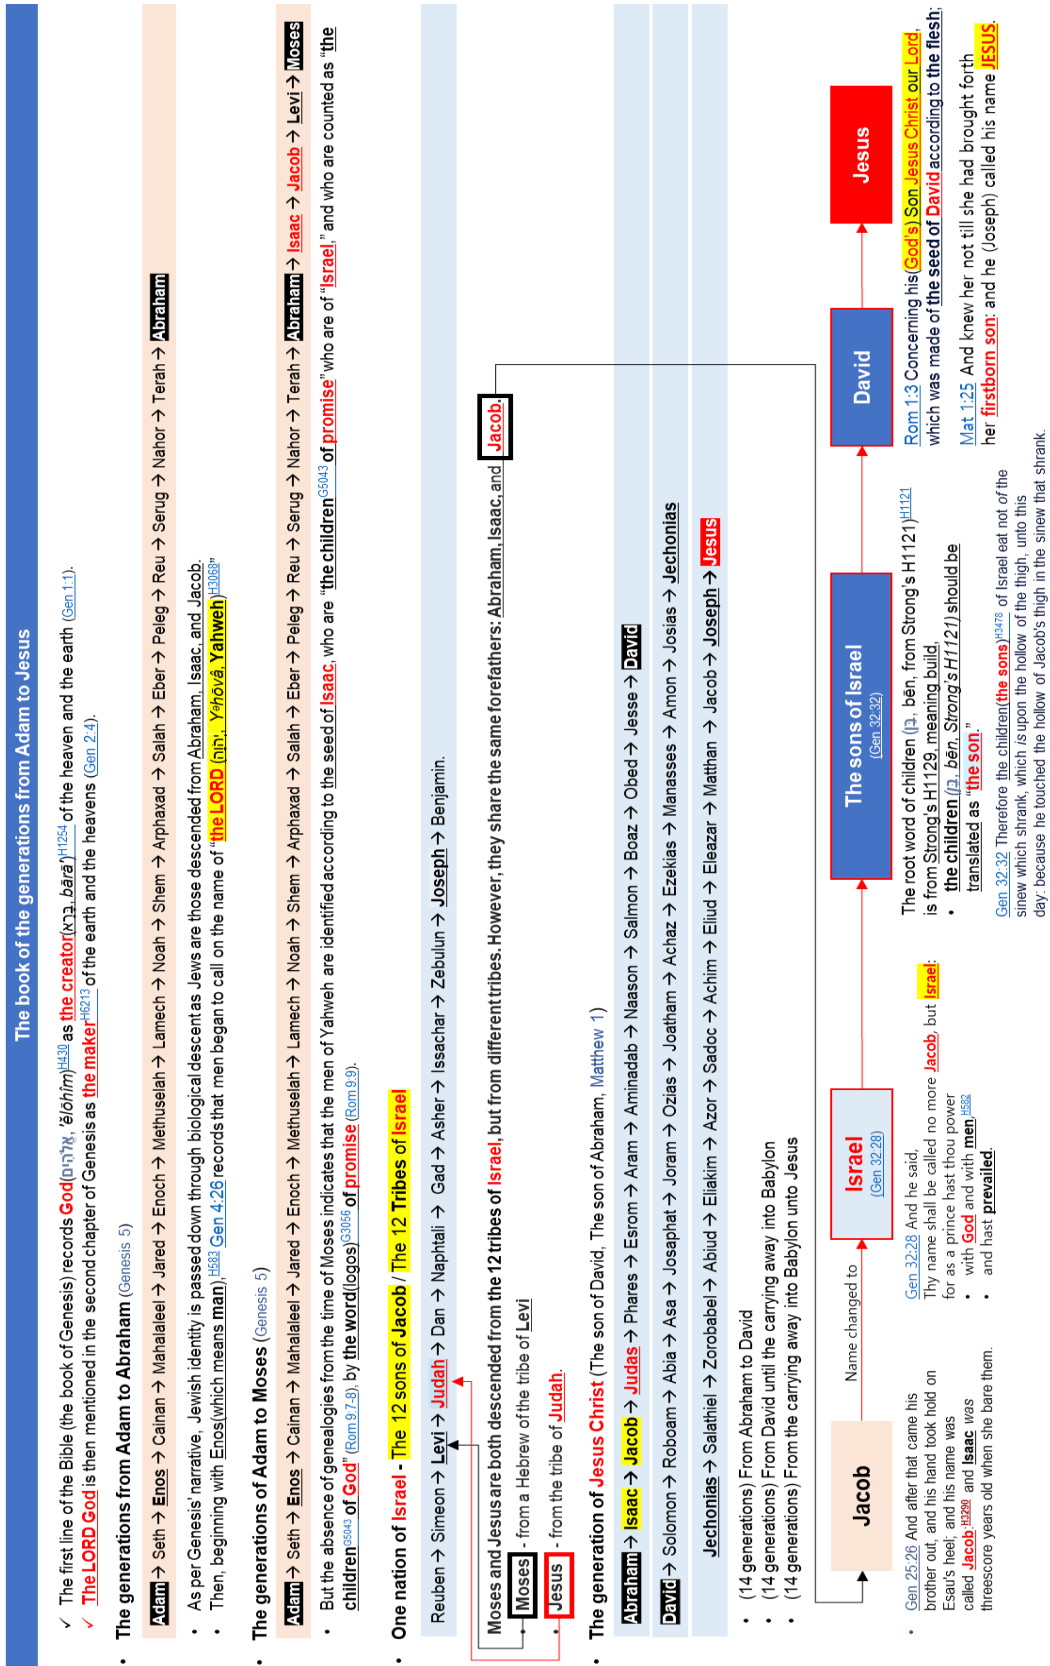 The book of the generations from Adam to Jesus
✓ The first line of the Bible (the book of Genesis) records God(אֱלֹהִים, 'ĕlôhîm)H430 as the creator(בָּרָא, bârâ')H1254 of the heaven and the earth (Gen 1:1).
✓ The LORD God is then mentioned in the second chapter of Genesis as the makerH6213 of the earth and the heavens (Gen 2:4).
• The generations from Adam to Abraham (Genesis 5)
Adam → Seth → Enos → Cainan → Mahalaleel → Jared → Enoch → Methuselah → Lamech → Noah → Shem → Arphaxad → Salah → Eber → Peleg → Reu → Serug → Nahor → Terah → Abraham
• As per Genesis' narrative, Jewish identity is passed down through biological descent as Jews are those descended from Abraham, Isaac, and Jacob.
• Then, beginning with Enos(which means man),H583 Gen 4:26 records that men began to call on the name of "the LORD (יְהֹוָה, Yᵉhôvâ, Yahweh)H3068"
• The generations of Adam to Moses (Genesis 5)
Adam → Seth → Enos → Cainan → Mahalaleel → Jared → Enoch → Methuselah → Lamech → Noah → Shem → Arphaxad → Salah → Eber → Peleg → Reu → Serug → Nahor → Terah → Abraham → Isaac → Jacob → Levi → Moses
• But the absence of genealogies from the time of Moses indicates that the men of Yahweh are identified according to the seed of Isaac, who are "the childrenG5043 of promise" who are of "Israel," and who are counted as "the
childrenG5043 of God" (Rom 9:7-8), by the word(logos)G3056 of promise (Rom 9:9).
• One nation of Israel - The 12 sons of Jacob / The 12 Tribes of Israel
Reuben → Simeon → Levi → Judah → Dan → Naphtali → Gad → Asher → Issachar → Zebulun → Joseph → Benjamin.
Moses and Jesus are both descended from the 12 tribes of Israel, but from different tribes. However, they share the same forefathers: Abraham, Isaac, and Jacob.
• Moses - from a Hebrew of the tribe of Levi
• Jesus - from the tribe of Judah.
• The generation of Jesus Christ (The son of David, The son of Abraham, Matthew 1)
Abraham → Isaac → Jacob → Judas → Phares → Esrom → Aram → Aminadab → Naason → Salmon → Boaz → Obed → Jesse → David
David → Solomon → Roboam → Abia → Asa → Josaphat → Joram → Ozias → Joatham → Achaz → Ezekias → Manasses → Amon → Josias → Jechonias
Jechonias → Salathiel → Zorobabel → Abiud → Eliakim → Azor → Sadoc → Achim → Eliud → Eleazar → Matthan → Jacob → Joseph → Jesus
• (14 generations) From Abraham to David
• (14 generations) From David until the carrying away into Babylon
• (14 generations) From the carrying away into Babylon unto Jesus
Jacob
Name changed to
Israel
(Gen 32:28)
The sons of Israel
(Gen 32:32)
David
Jesus
• Gen 25:26 And after that came his
brother out, and his hand took hold on
Esau's heel; and his name was
called Jacob:H3290 and Isaac was
threescore years old when she bare them.
Gen 32:28 And he said,
Thy name shall be called no more Jacob, but Israel:
for as a prince hast thou power
• with God and with men,H582
• and hast prevailed.
The root word of children (בֵּן, bên, from Strong's H1121)H1121
is from Strong's H1129, meaning build,
• the children (בֵּן, bên, Strong's H1121) should be
translated as "the son."
Gen 32:32 Therefore the children(the sons)H3478 of Israel eat not of the
sinew which shrank, which is upon the hollow of the thigh, unto this
day: because he touched the hollow of Jacob's thigh in the sinew that shrank.
Rom 1:3 Concerning his(God's) Son Jesus Christ our Lord,
which was made of the seed of David according to the flesh;
Mat 1:25 And knew her not till she had brought forth
her firstborn son: and he (Joseph) called his name JESUS.